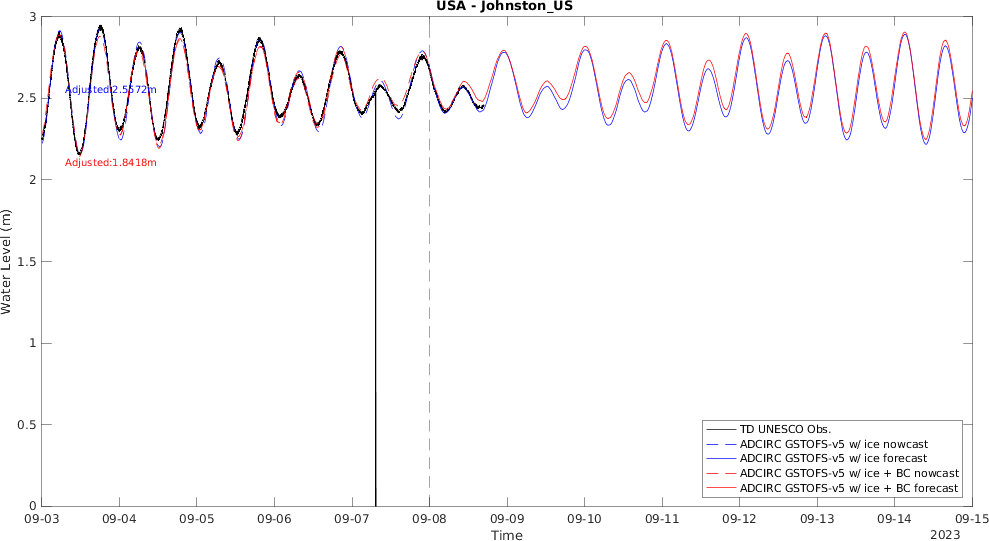 USA - Johnston_US
3
2.5
2
1.5
1
0.5
0
Water Level (m)
Adjusted:2.5572m
Adjusted:1.8418m
TD UNESCO Obs.
ADCIRC GSTOFS-v5 w/ ice nowcast
ADCIRC GSTOFS-v5 w/ ice forecast
ADCIRC GSTOFS-v5 w/ ice + BC nowcast
ADCIRC GSTOFS-v5 w/ ice + BC forecast
09-03 09-04 09-05 09-06 09-07 09-08 09-09 09-10 09-11 09-12 09-13 09-14 09-15
Time
2023